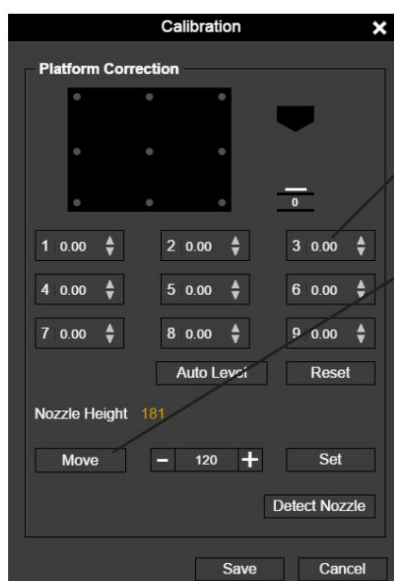 Calibration
Platform Correction
0
1 0.00 2 0.00 3 0.00
4 0.00 5 0.00 6 0.00
7 0.00 8 0.00 9 0.00
Auto Level Reset
Nozzle Height 181
Move − 120 + Set
Detect Nozzle
Save Cancel